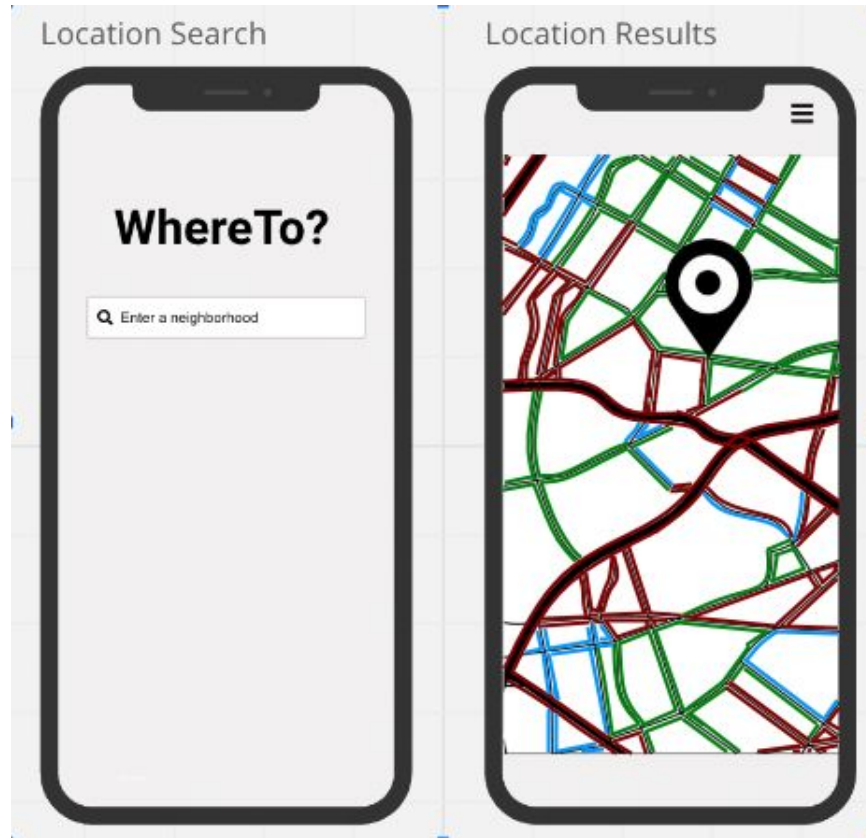 Location Search
Location Results
WhereTo?
Enter a neighborhood